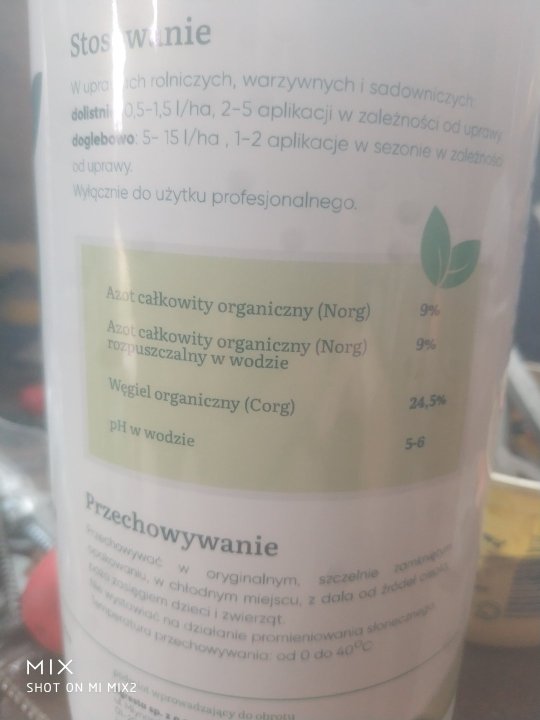 Stosowanie
W uprawach rolniczych, warzywnych i sadowniczych:
dolistnie: 0,5-1,5 l/ha, 2-5 aplikacji w zależności od uprawy.
doglebowo: 5- 15 l/ha , 1-2 aplikacje w sezonie w zależności
od uprawy.
Wyłącznie do użytku profesjonalnego.
Azot całkowity organiczny (Norg) 9%
Azot całkowity organiczny (Norg)
rozpuszczalny w wodzie 9%
Węgiel organiczny (Corg) 24,5%
pH w wodzie 5-6
Przechowywanie
Przechowywać w oryginalnym, szczelnie zamkniętym
opakowaniu, w chłodnym miejscu, z dala od źródeł ciepła,
poza zasięgiem dzieci i zwierząt.
Nie wystawiać na działanie promieniowania słonecznego.
Temperatura przechowywania: od 0 do 40°C
wprowadzający do obrotu
sp. z
MIX
SHOT ON MI MIX2